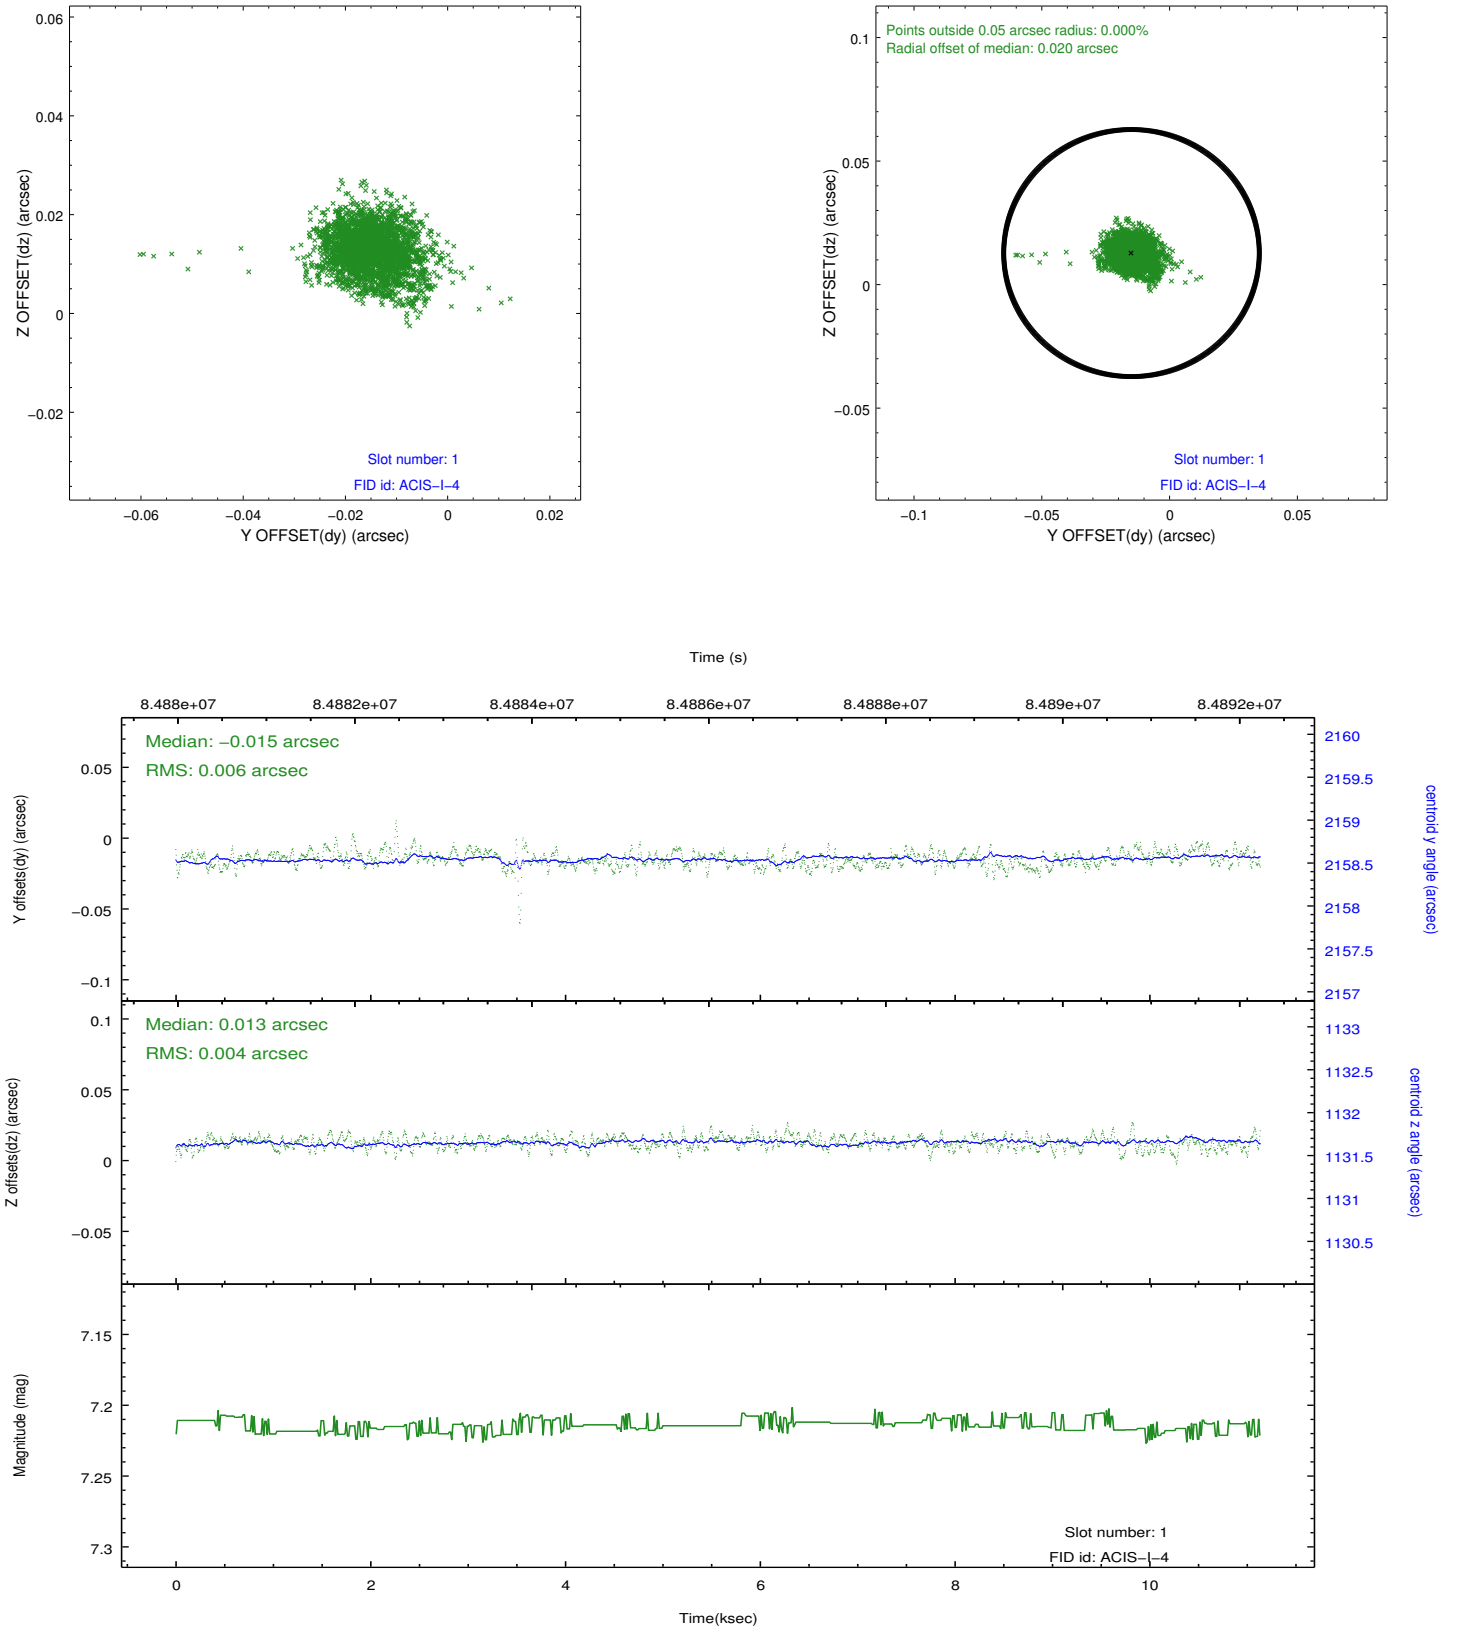 0.06
0.04
0.02
0
−0.02
Z OFFSET(dz) (arcsec)
Slot number: 1
FID id: ACIS−I−4
−0.06
−0.04
−0.02
0
0.02
Y OFFSET(dy) (arcsec)
Points outside 0.05 arcsec radius: 0.000%
Radial offset of median: 0.020 arcsec
0.1
0.05
0
−0.05
Z OFFSET(dz) (arcsec)
Slot number: 1
FID id: ACIS−I−4
−0.1
−0.05
0
0.05
Y OFFSET(dy) (arcsec)
Time (s)
8.488e+07
8.4882e+07
8.4884e+07
8.4886e+07
8.4888e+07
8.489e+07
8.4892e+07
Median: −0.015 arcsec
RMS: 0.006 arcsec
0.05
0
−0.05
−0.1
Y offsets(dy) (arcsec)
2160
2159.5
2159
2158.5
2158
2157.5
2157
centroid y angle (arcsec)
Median: 0.013 arcsec
RMS: 0.004 arcsec
0.1
0.05
0
−0.05
Z offsets(dz) (arcsec)
1133
1132.5
1132
1131.5
1131
1130.5
centroid z angle (arcsec)
7.15
7.2
7.25
7.3
Magnitude (mag)
Slot number: 1
FID id: ACIS−I−4
0
2
4
6
8
10
Time(ksec)